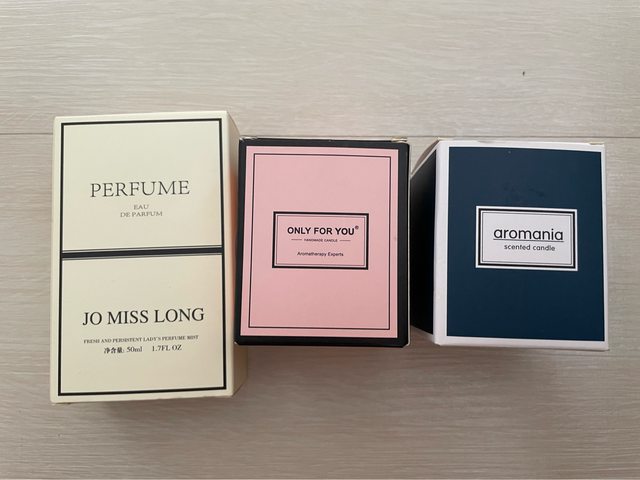 PERFUME
EAU
DE PARFUM
JO MISS LONG
FRESH AND PERSISTENT LADY'S PERFUME MIST
净含量: 50ml 1.7FL OZ
ONLY FOR YOU®
HANDMADE CANDLE
Aromatherapy Experts
aromania
scented candle